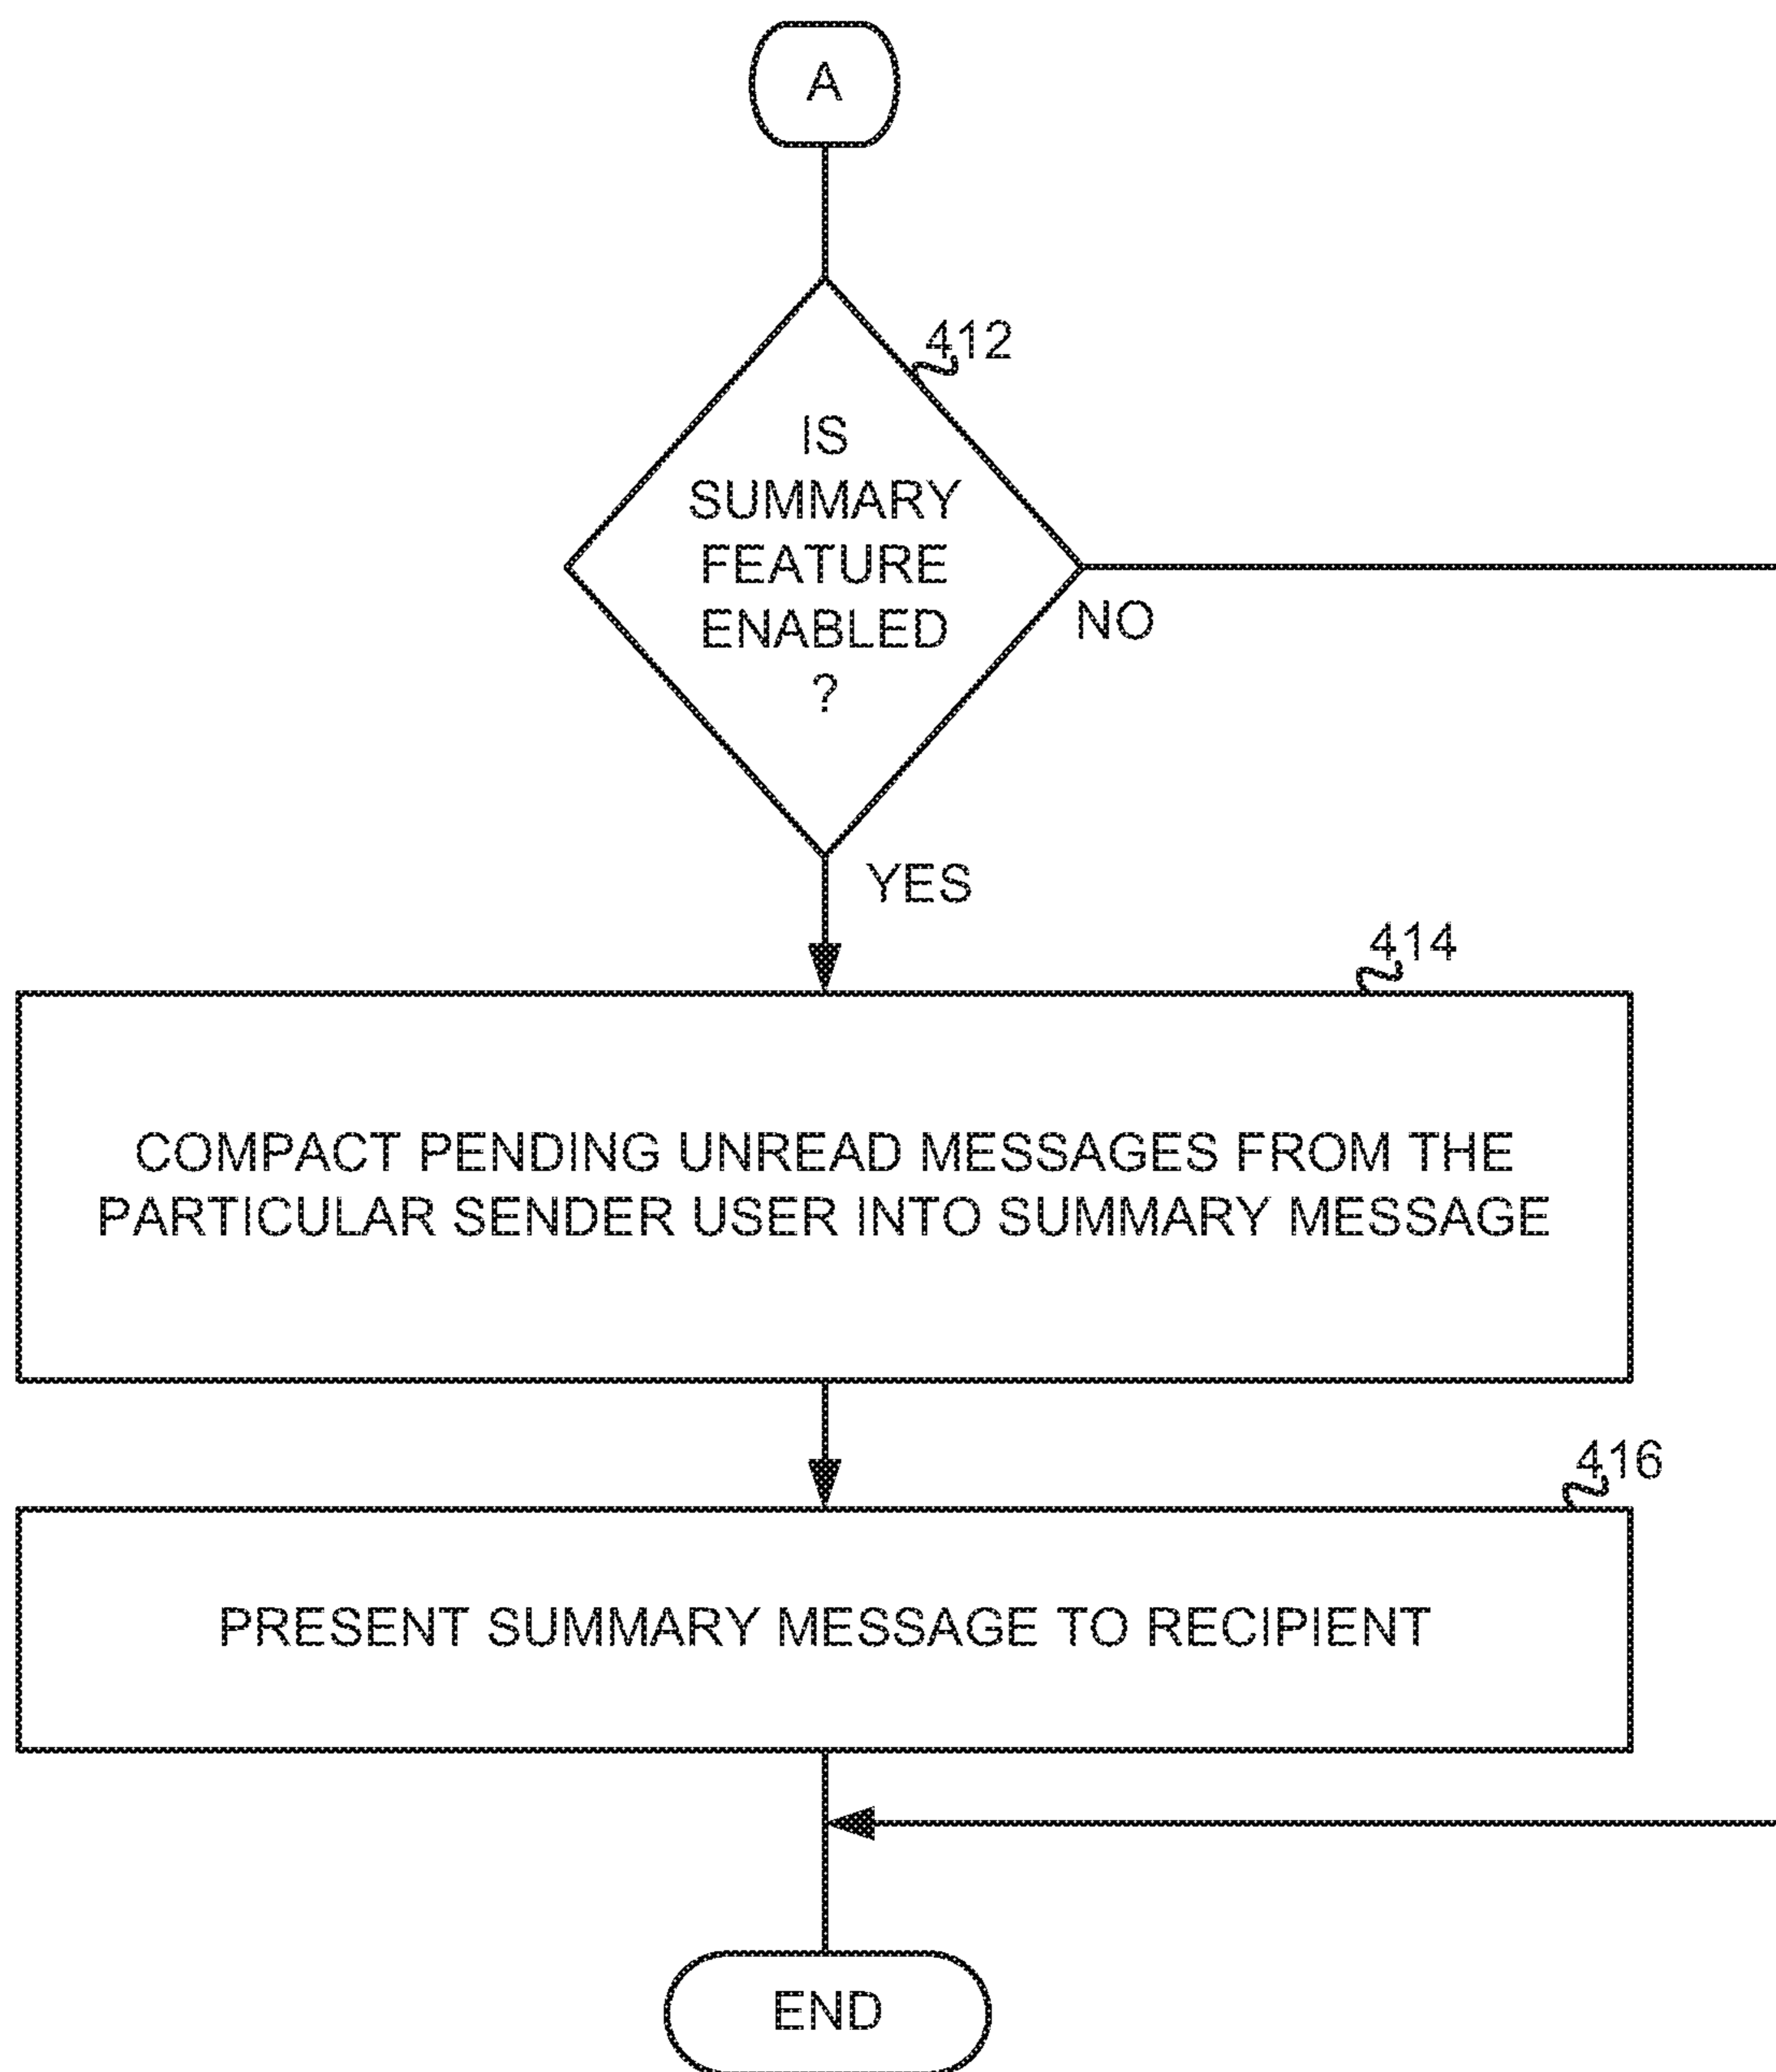 A
412
IS
SUMMARY
FEATURE
ENABLED
?
NO
YES
414
COMPACT PENDING UNREAD MESSAGES FROM THE
PARTICULAR SENDER USER INTO SUMMARY MESSAGE
416
PRESENT SUMMARY MESSAGE TO RECIPIENT
END